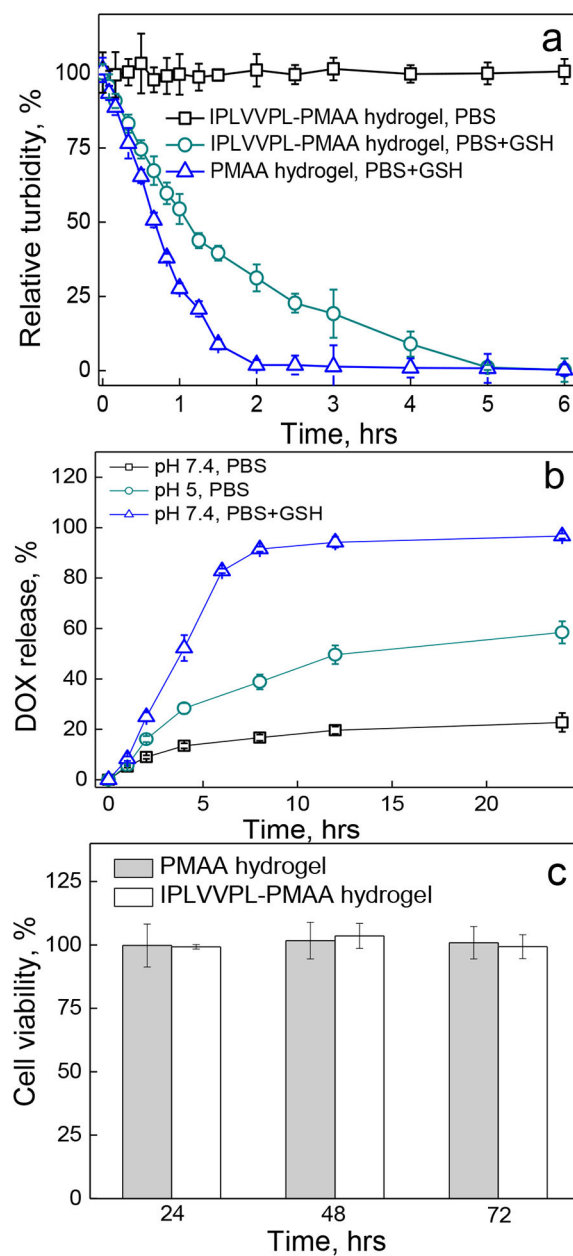 a
100
75
50
25
0
Relative turbidity, %
IPLVVPL-PMAA hydrogel, PBS
IPLVVPL-PMAA hydrogel, PBS+GSH
PMAA hydrogel, PBS+GSH
0 1 2 3 4 5 6
Time, hrs
b
120
100
80
60
40
20
0
DOX release, %
pH 7.4, PBS
pH 5, PBS
pH 7.4, PBS+GSH
0 5 10 15 20
Time, hrs
c
125
100
75
50
25
0
Cell viability, %
PMAA hydrogel
IPLVVPL-PMAA hydrogel
24 48 72
Time, hrs